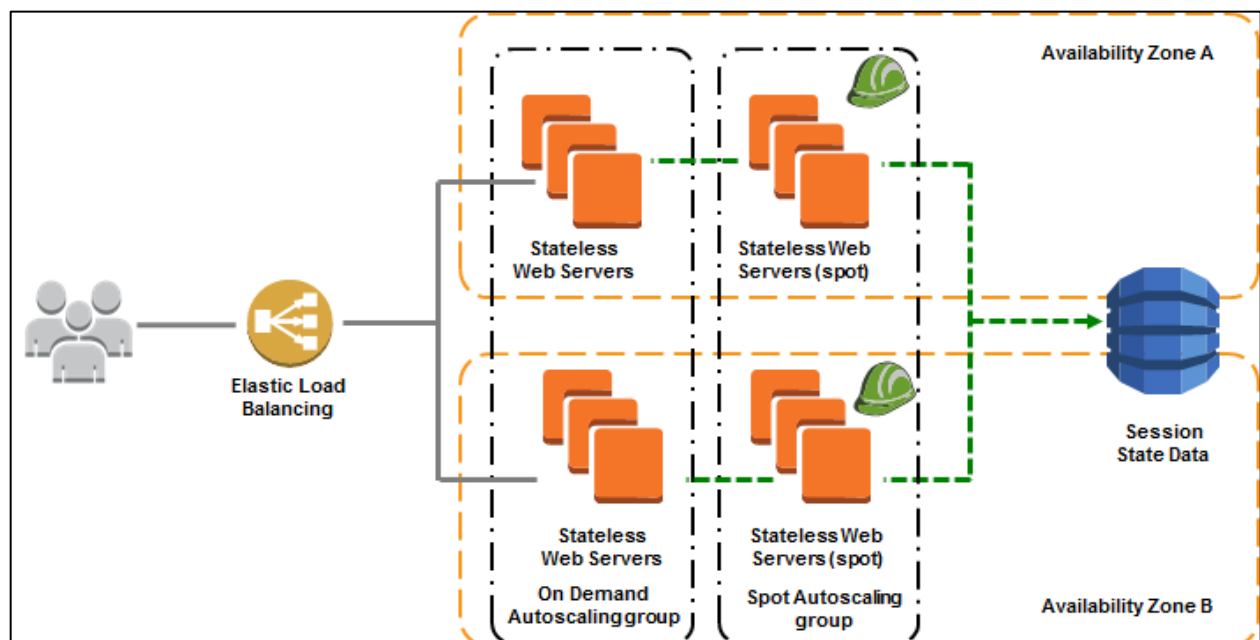 Availability Zone A
Stateless
Web Servers
Stateless Web
Servers (spot)
Elastic Load
Balancing
Session
State Data
Stateless
Web Servers
Stateless Web
Servers (spot)
On Demand
Autoscaling group
Spot Autoscaling
group
Availability Zone B